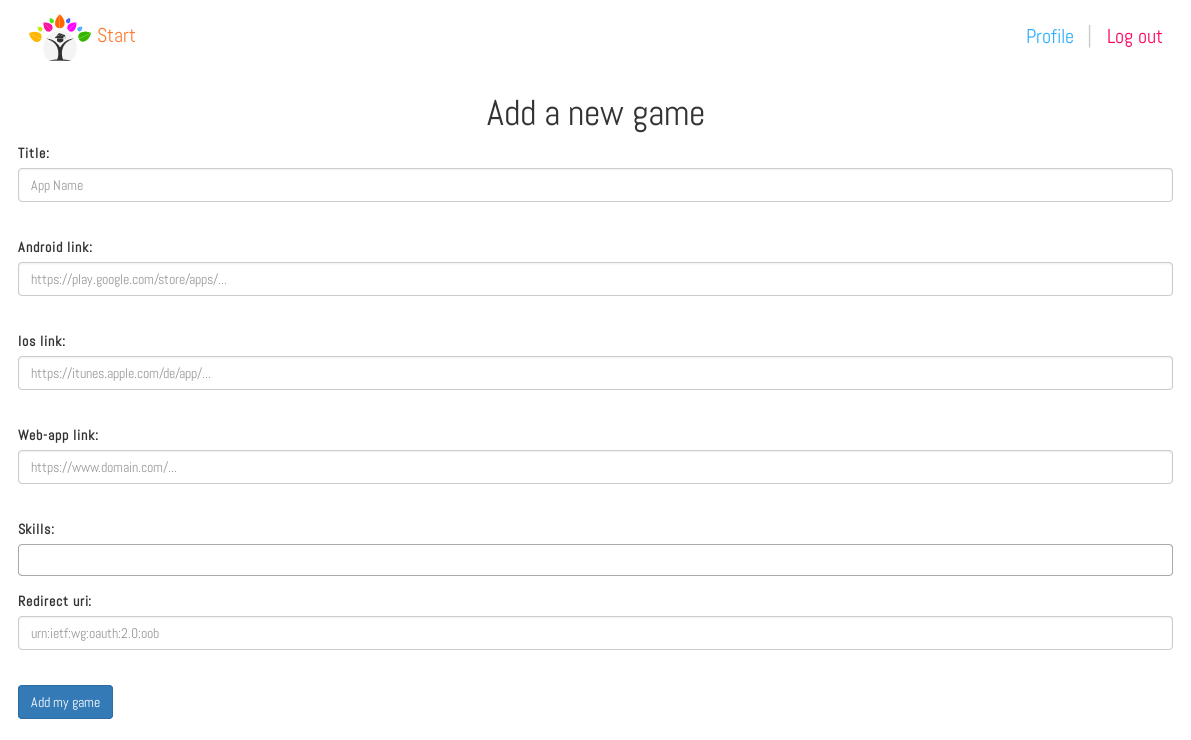 Start
Profile | Log out
Add a new game
Title:
App Name
Android link:
https://play.google.com/store/apps/...
Ios link:
https://itunes.apple.com/de/app/...
Web-app link:
https://www.domain.com/...
Skills:
Redirect uri:
urn:ietf:wg:oauth:2.0:oob
Add my game